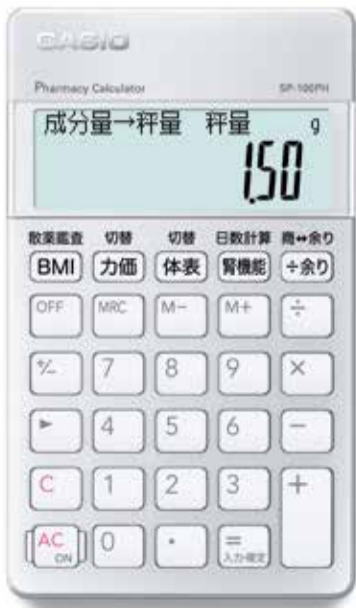 CASIO
Pharmacy Calculator SP-100PH
成分量→秤量 秤量 g
1.50
散薬鑑査 切替 切替 日数計算 商↔余り
BMI 力価 体表 腎機能 ÷余り
OFF MRC M− M+ ÷
+/− 7 8 9 ×
▶ 4 5 6 −
C 1 2 3 +
AC ON 0 · =
入力・確定